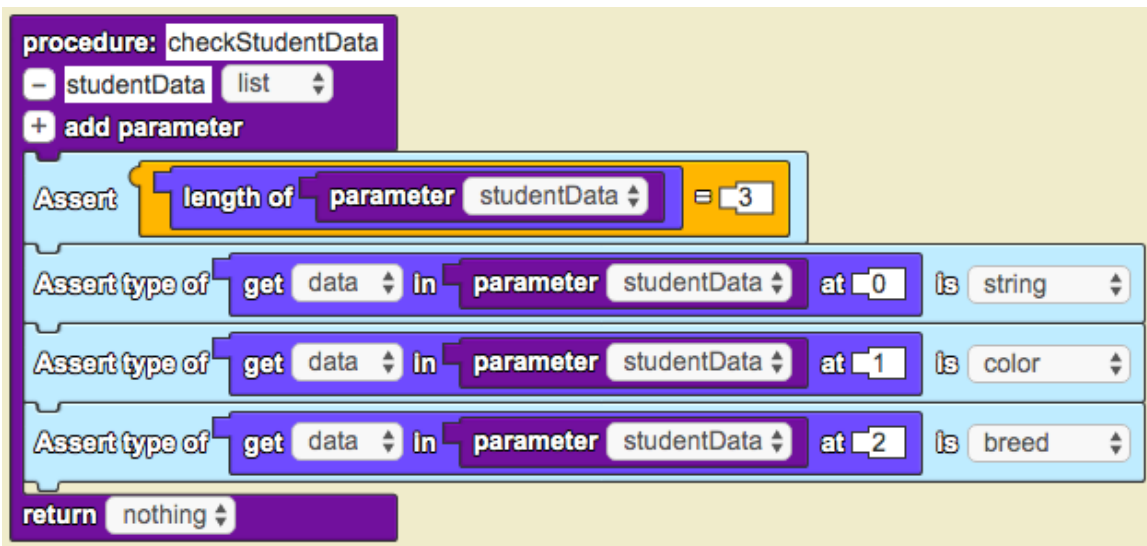 procedure: checkStudentData
− studentData list
+ add parameter
Assert length of parameter studentData = 3
Assert type of get data in parameter studentData at 0 is string
Assert type of get data in parameter studentData at 1 is color
Assert type of get data in parameter studentData at 2 is breed
return nothing